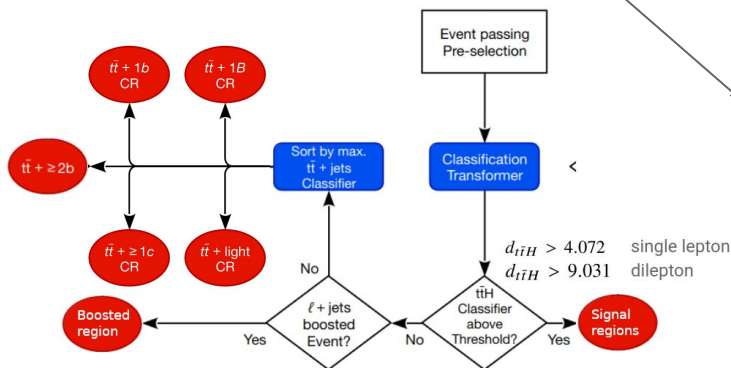 Event passing
Pre-selection
tt̄ + 1b
CR
tt̄ + 1B
CR
tt̄ + ≥2b
Sort by max.
tt̄ + jets
Classifier
Classification
Transformer
<
tt̄ + ≥1c
CR
tt̄ + light
CR
d_{tt̄H} > 4.072 single lepton
d_{tt̄H} > 9.031 dilepton
No
Boosted
region
Yes
ℓ + jets
boosted
Event?
No
tt̄H
Classifier
above
Threshold?
Yes
Signal
regions